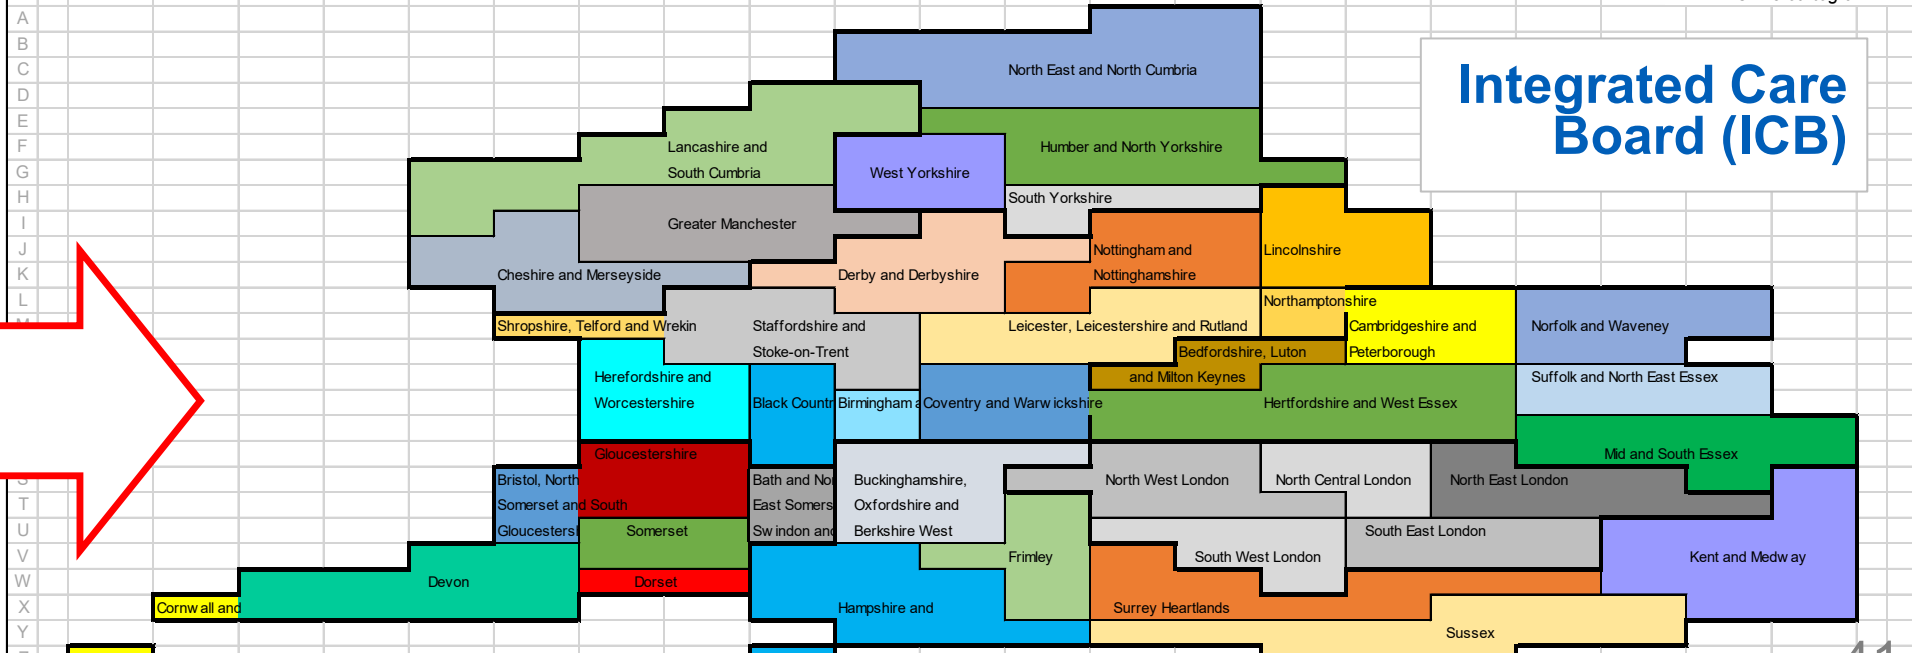 A
B
C
D
E
F
G
H
I
J
K
L
S
T
U
V
W
X
Y
Integrated Care
Board (ICB)
North East and North Cumbria
Lancashire and
South Cumbria
West Yorkshire
Humber and North Yorkshire
South Yorkshire
Greater Manchester
Cheshire and Merseyside
Derby and Derbyshire
Nottingham and
Nottinghamshire
Lincolnshire
Northamptonshire
Shropshire, Telford and Wrekin
Staffordshire and
Stoke-on-Trent
Leicester, Leicestershire and Rutland
Cambridgeshire and
Peterborough
Norfolk and Waveney
Bedfordshire, Luton
and Milton Keynes
Herefordshire and
Worcestershire
Black Countr
Birmingham a
Coventry and Warwickshire
Hertfordshire and West Essex
Suffolk and North East Essex
Mid and South Essex
Gloucestershire
Bristol, North
Somerset and South
Gloucestersh
Bath and Nor
East Somers
Swindon and
Buckinghamshire,
Oxfordshire and
Berkshire West
North West London
North Central London
North East London
Somerset
South East London
South West London
Frimley
Kent and Medway
Devon
Dorset
Cornwall and
Hampshire and
Surrey Heartlands
Sussex